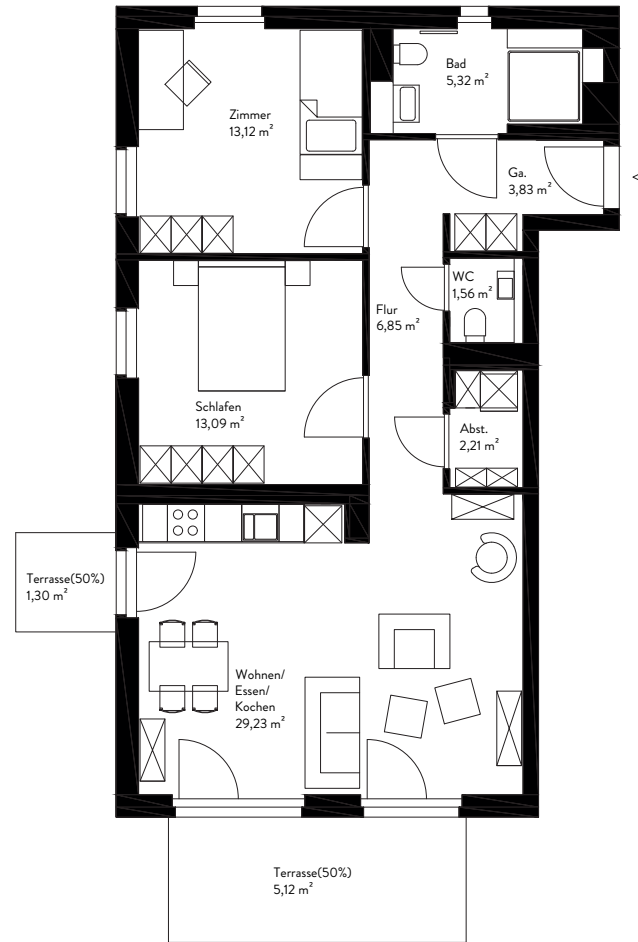 Bad
5,32 m²
Zimmer
13,12 m²
Ga.
3,83 m²
WC
1,56 m²
Flur
6,85 m²
Schlafen
13,09 m²
Abst.
2,21 m²
Terrasse(50%)
1,30 m²
Wohnen/
Essen/
Kochen
29,23 m²
Terrasse(50%)
5,12 m²